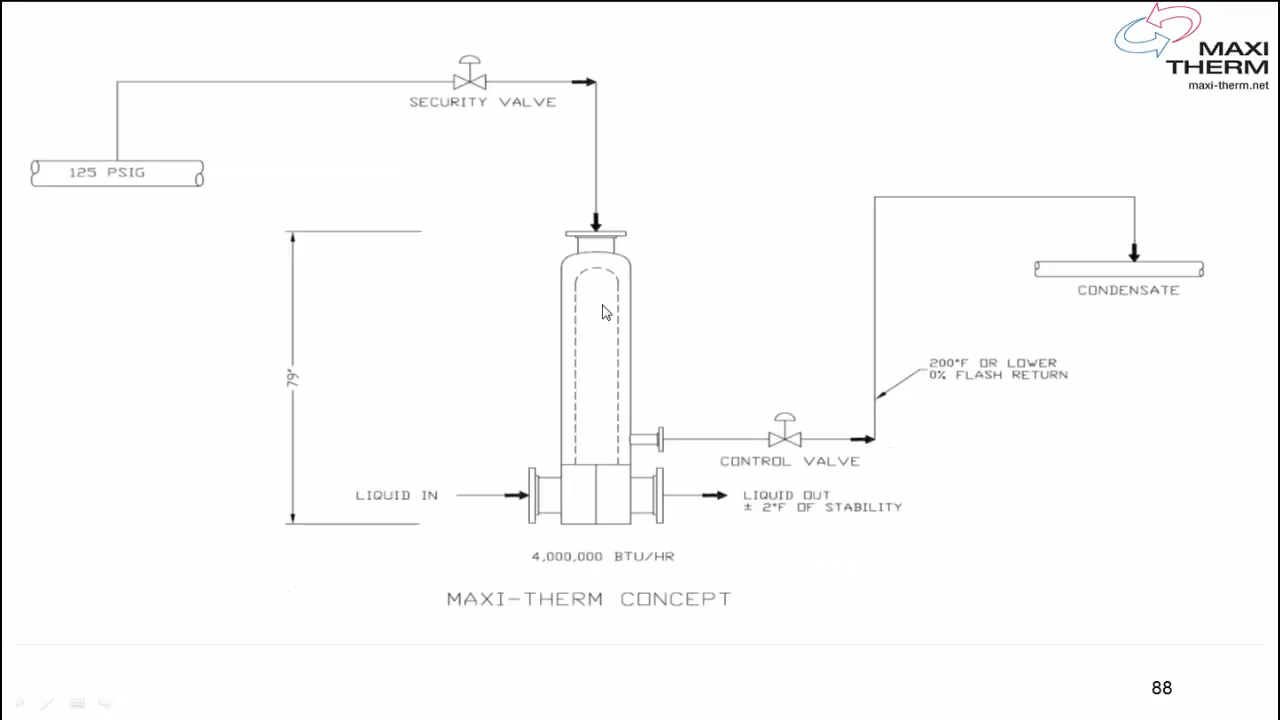 MAXI
THERM
maxi-therm.net
SECURITY VALVE
125 PSIG
CONDENSATE
79"
200°F OR LOWER
0% FLASH RETURN
CONTROL VALVE
LIQUID IN
LIQUID OUT
± 2°F OF STABILITY
4,000,000 BTU/HR
MAXI-THERM CONCEPT
88